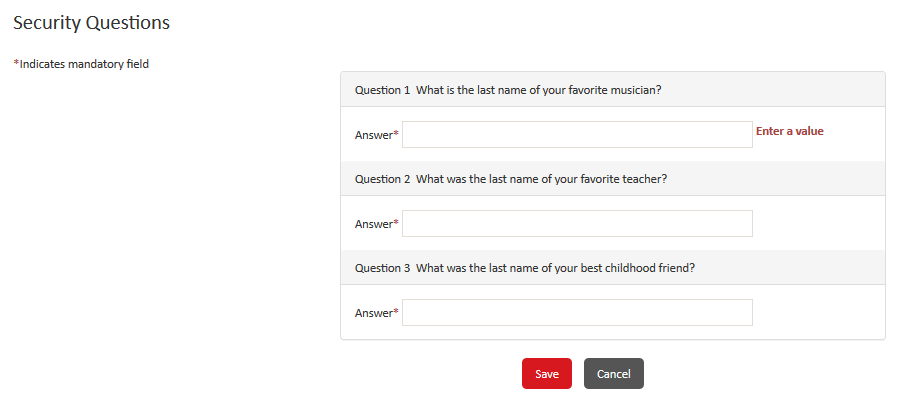 Security Questions
*Indicates mandatory field
Question 1 What is the last name of your favorite musician?
Answer* Enter a value
Question 2 What was the last name of your favorite teacher?
Answer*
Question 3 What was the last name of your best childhood friend?
Answer*
Save Cancel